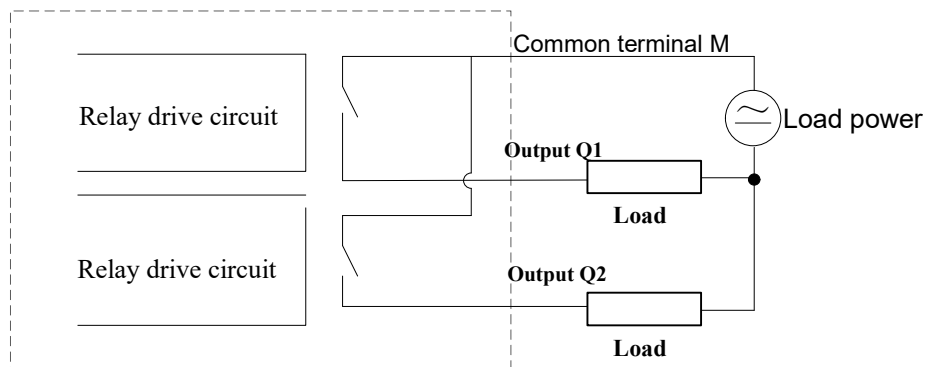 Common terminal M
Relay drive circuit
Load power
Output Q1
Load
Relay drive circuit
Output Q2
Load